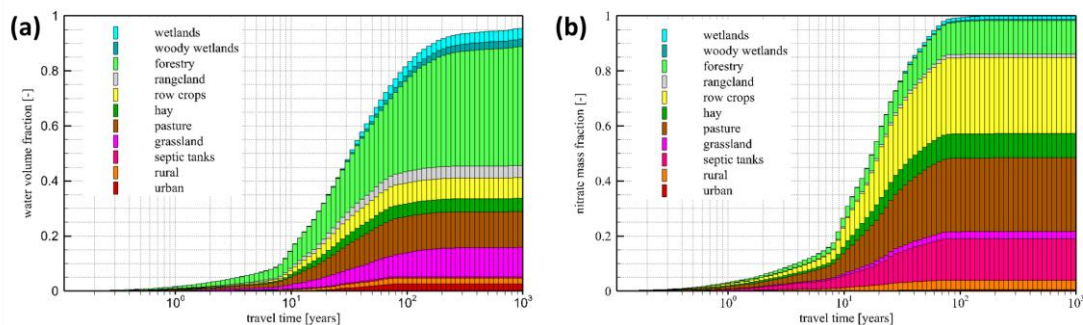 (a)
water volume fraction [-]
1
0.8
0.6
0.4
0.2
0
wetlands
woody wetlands
forestry
rangcland
row crops
hay
pasture
grassland
septic tanks
rural
urban
10⁰
10¹
10²
10³
travel time [years]
(b)
nitrate mass fraction [-]
1
0.8
0.6
0.4
0.2
0
wetlands
woody wetlands
forestry
rangcland
row crops
hay
pasture
grassland
septic tanks
rural
urban
10⁰
10¹
10²
10³
travel time [years]